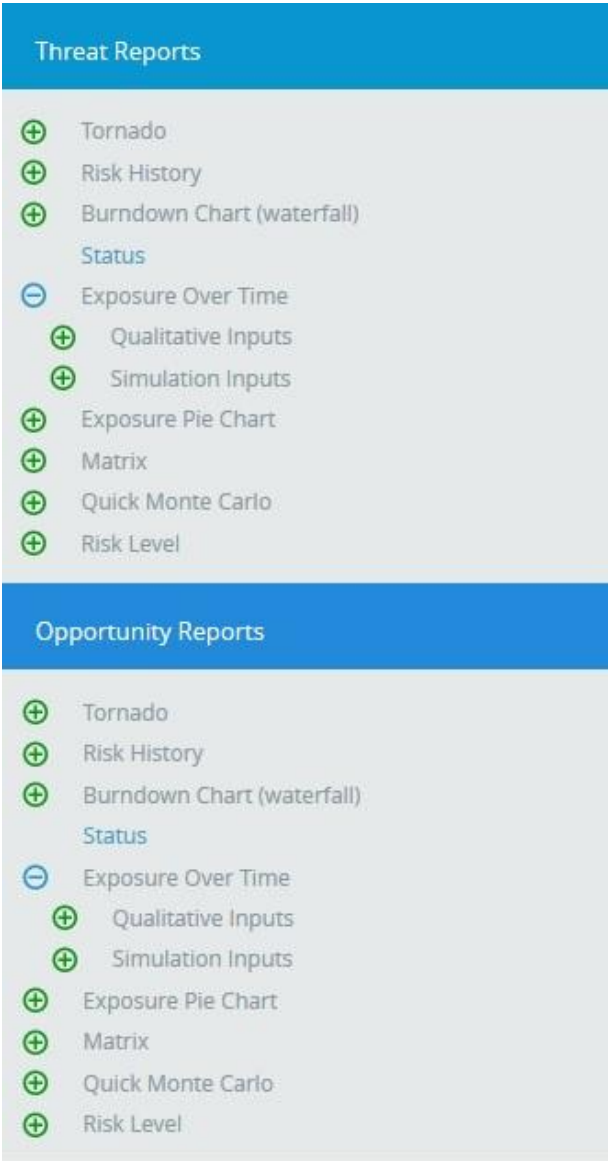 Threat Reports
Tornado
Risk History
Burndown Chart (waterfall)
Status
Exposure Over Time
Qualitative Inputs
Simulation Inputs
Exposure Pie Chart
Matrix
Quick Monte Carlo
Risk Level
Opportunity Reports
Tornado
Risk History
Burndown Chart (waterfall)
Status
Exposure Over Time
Qualitative Inputs
Simulation Inputs
Exposure Pie Chart
Matrix
Quick Monte Carlo
Risk Level